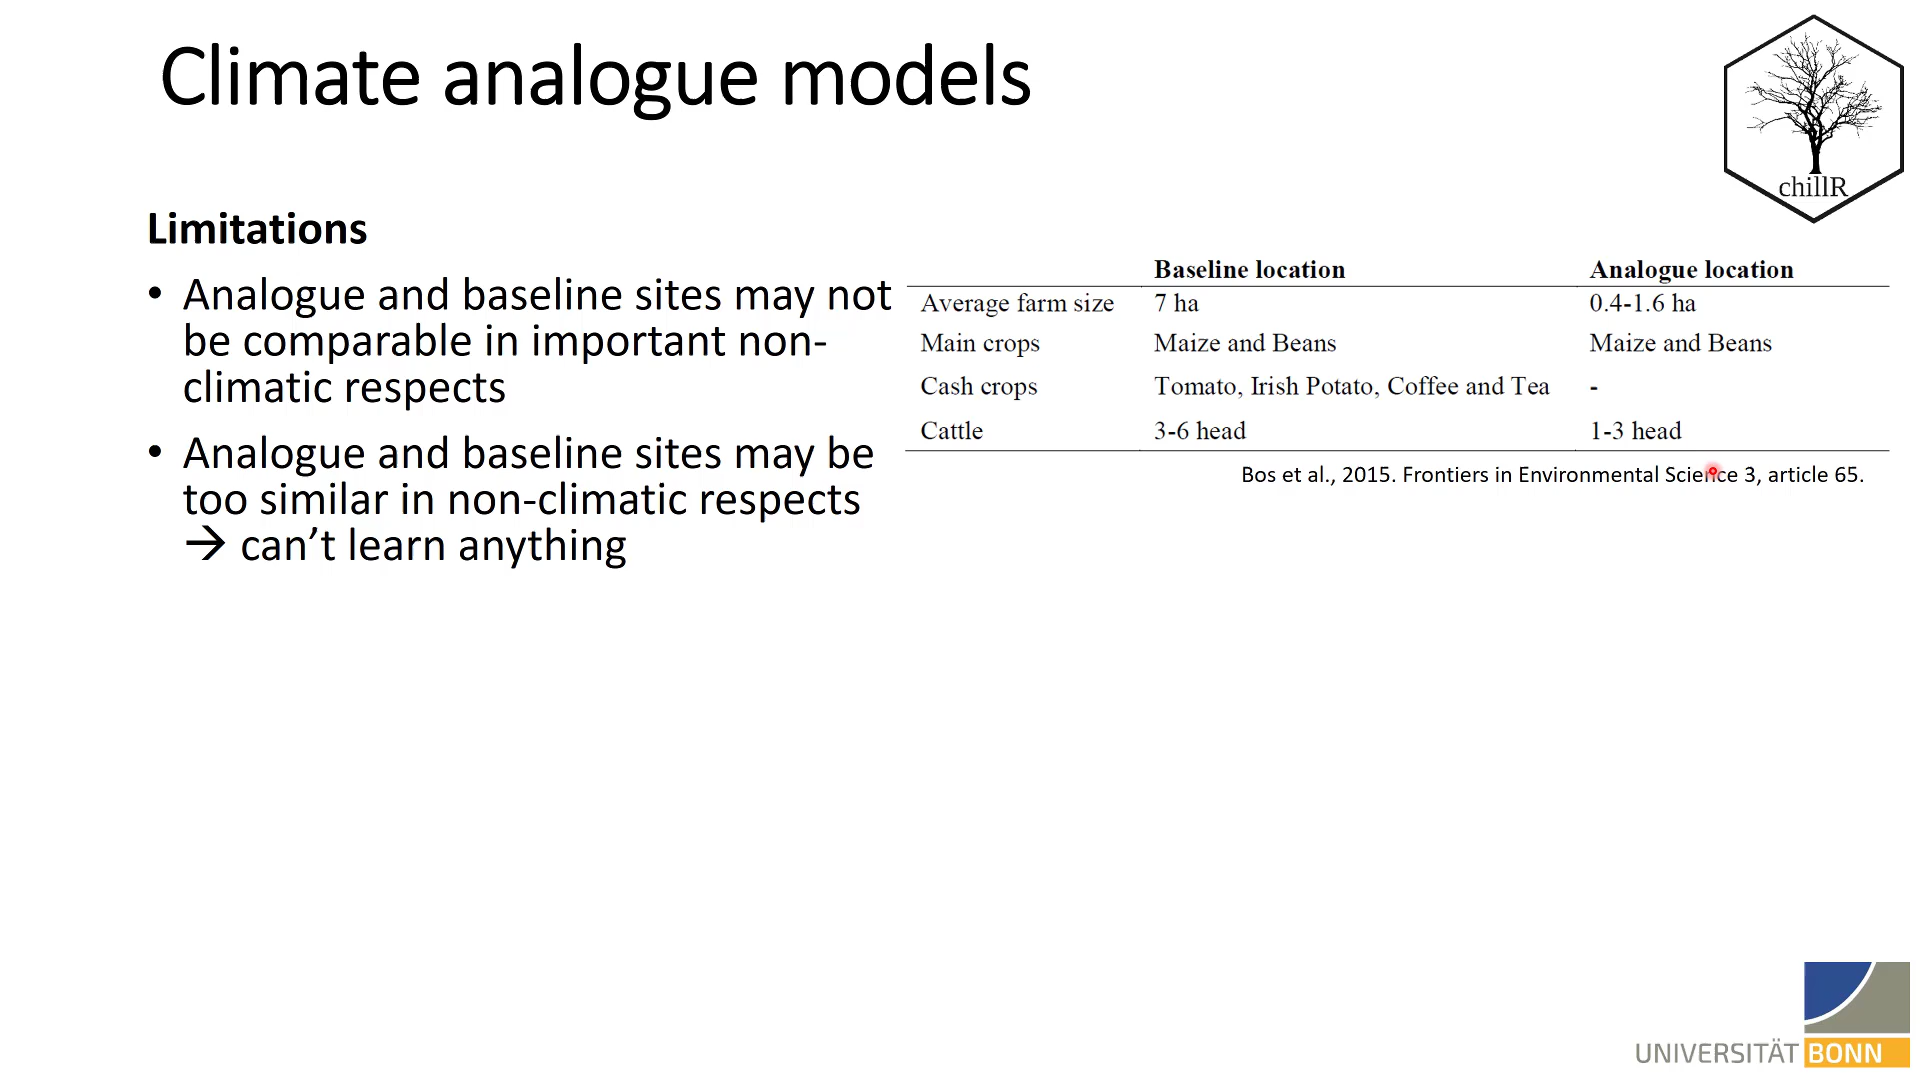 Climate analogue models
chillR
Limitations
• Analogue and baseline sites may not
be comparable in important non-
climatic respects
• Analogue and baseline sites may be
too similar in non-climatic respects
→ can’t learn anything
Baseline location Analogue location
Average farm size 7 ha 0.4-1.6 ha
Main crops Maize and Beans Maize and Beans
Cash crops Tomato, Irish Potato, Coffee and Tea -
Cattle 3-6 head 1-3 head
Bos et al., 2015. Frontiers in Environmental Science 3, article 65.
UNIVERSITÄT BONN